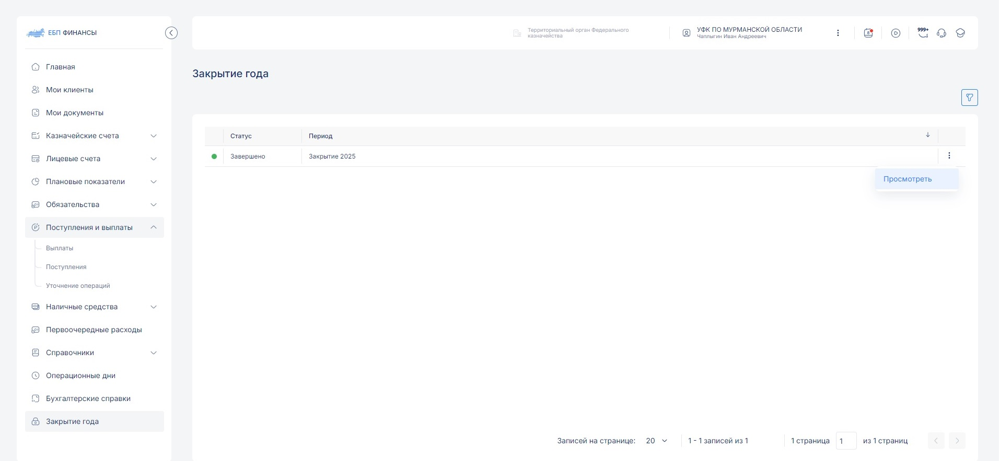 ЕБП ФИНАНСЫ
Главная
Мои клиенты
Мои документы
Казначейские счета
Лицевые счета
Плановые показатели
Обязательства
Поступления и выплаты
Выплаты
Поступления
Уточнение операций
Наличные средства
Первоочередные расходы
Справочники
Операционные дни
Бухгалтерские справки
Закрытие года
Территориальный орган Федерального
казначейства
УФК ПО МУРМАНСКОЙ ОБЛАСТИ
Чаплыгин Иван Андреевич
8
999+
Закрытие года
Статус Период
Завершено Закрытие 2025
Просмотреть
Записей на странице: 20 1 - 1 записей из 1 1 страница 1 из 1 страниц